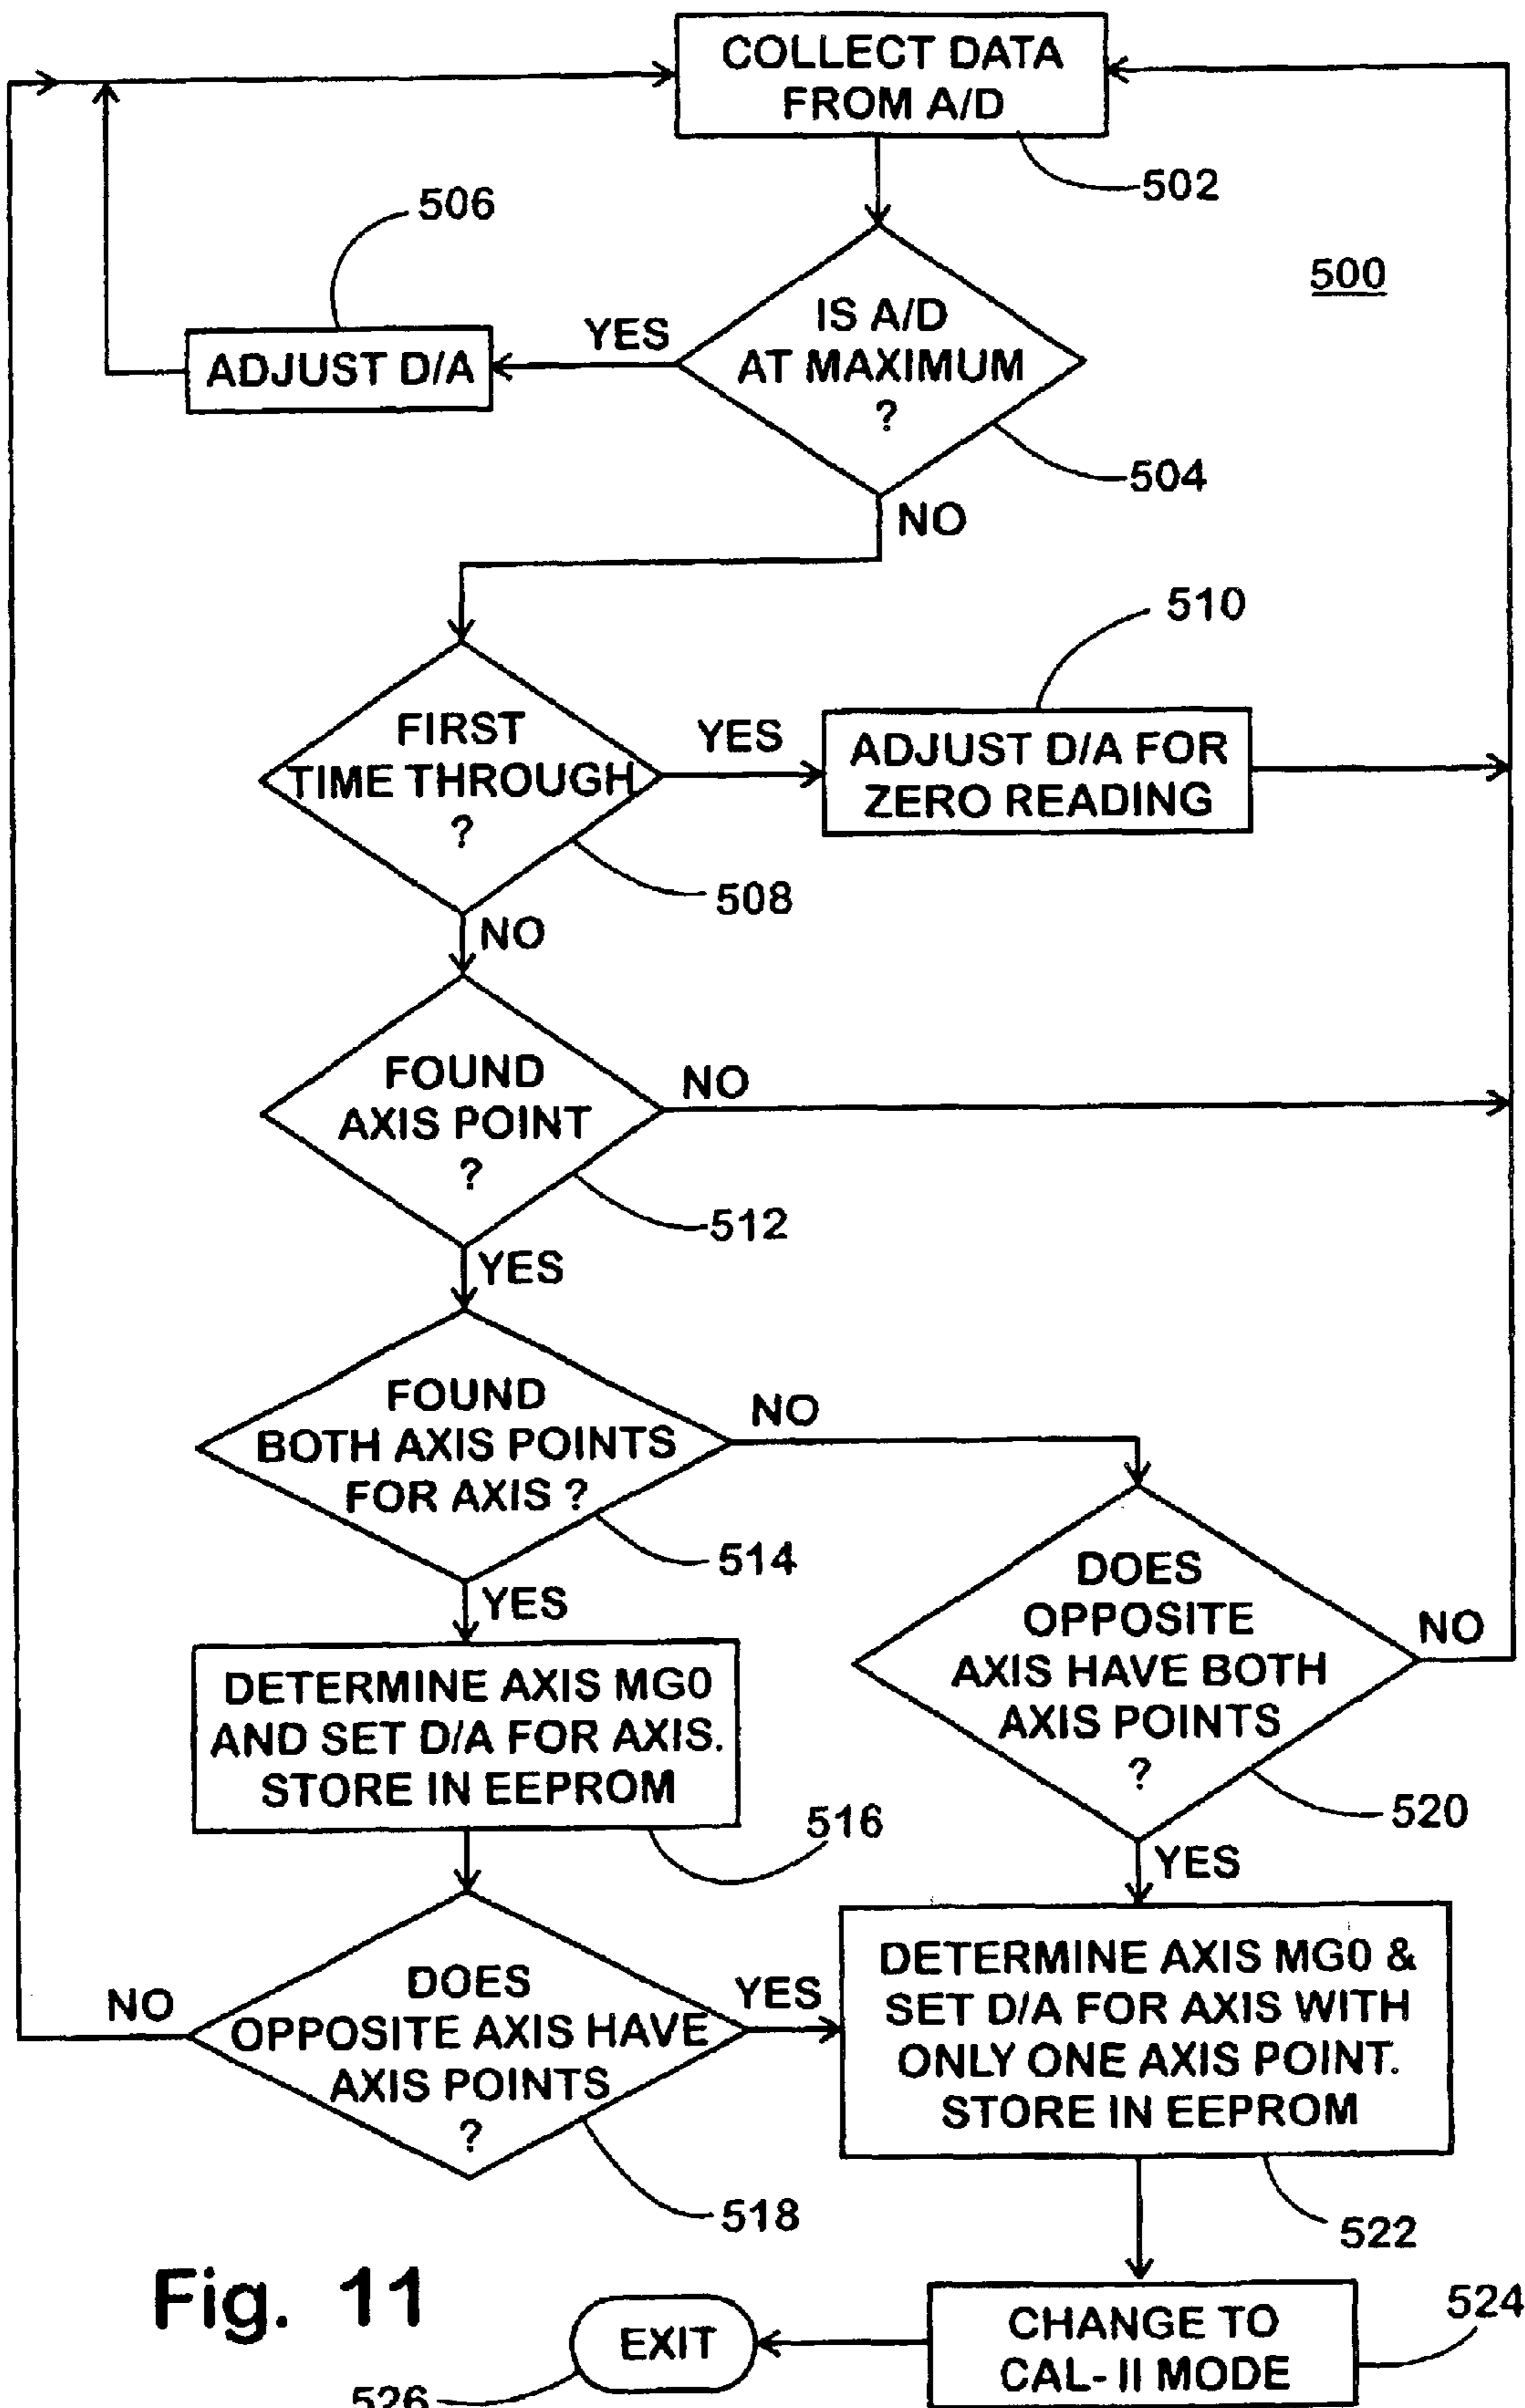 COLLECT DATA
FROM A/D
502
506
500
IS A/D
AT MAXIMUM
?
YES
ADJUST D/A
504
NO
510
FIRST
TIME THROUGH
?
YES
ADJUST D/A FOR
ZERO READING
508
NO
FOUND
AXIS POINT
?
NO
512
YES
FOUND
BOTH AXIS POINTS
FOR AXIS ?
NO
514
YES
DOES
OPPOSITE
AXIS HAVE BOTH
AXIS POINTS
?
NO
520
YES
DETERMINE AXIS MG0
AND SET D/A FOR AXIS.
STORE IN EEPROM
516
DOES
OPPOSITE AXIS HAVE
AXIS POINTS
?
NO
YES
518
DETERMINE AXIS MG0 &
SET D/A FOR AXIS WITH
ONLY ONE AXIS POINT.
STORE IN EEPROM
522
Fig. 11
EXIT
CHANGE TO
CAL- II MODE
524
526